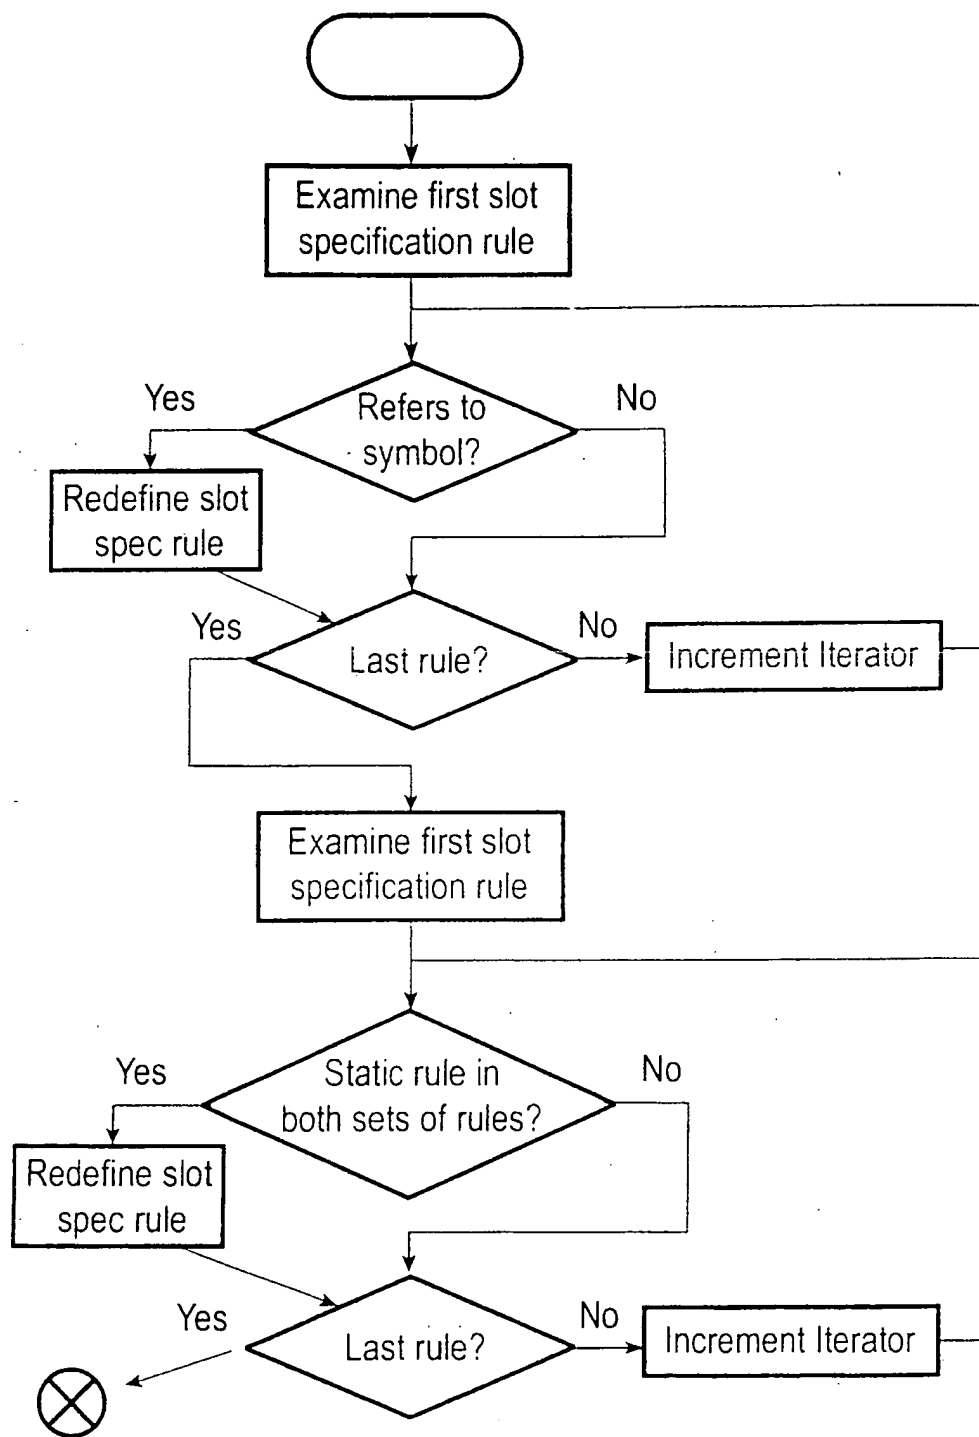 Examine first slot
specification rule
Yes
Refers to
symbol?
No
Redefine slot
spec rule
Yes
Last rule?
No
Increment Iterator
Examine first slot
specification rule
Yes
Static rule in
both sets of rules?
No
Redefine slot
spec rule
Yes
Last rule?
No
Increment Iterator